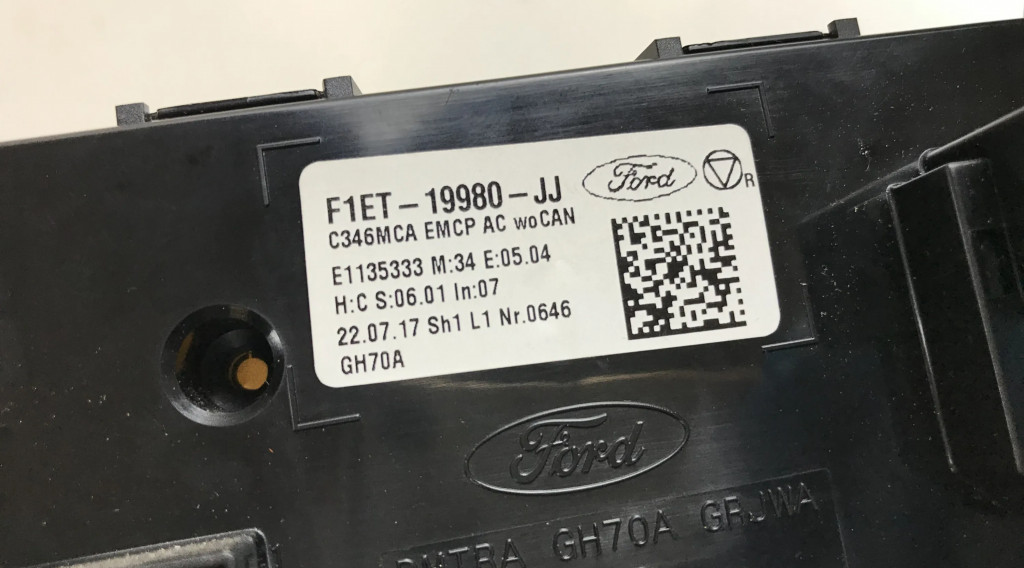 F1ET-19980-JJ
Ford
R
C346MCA EMCP AC woCAN
E1135333 M:34 E:05.04
H:C S:06.01 In:07
22.07.17 Sh1 L1 Nr.0646
GH70A
Ford
GH70A GRJWA